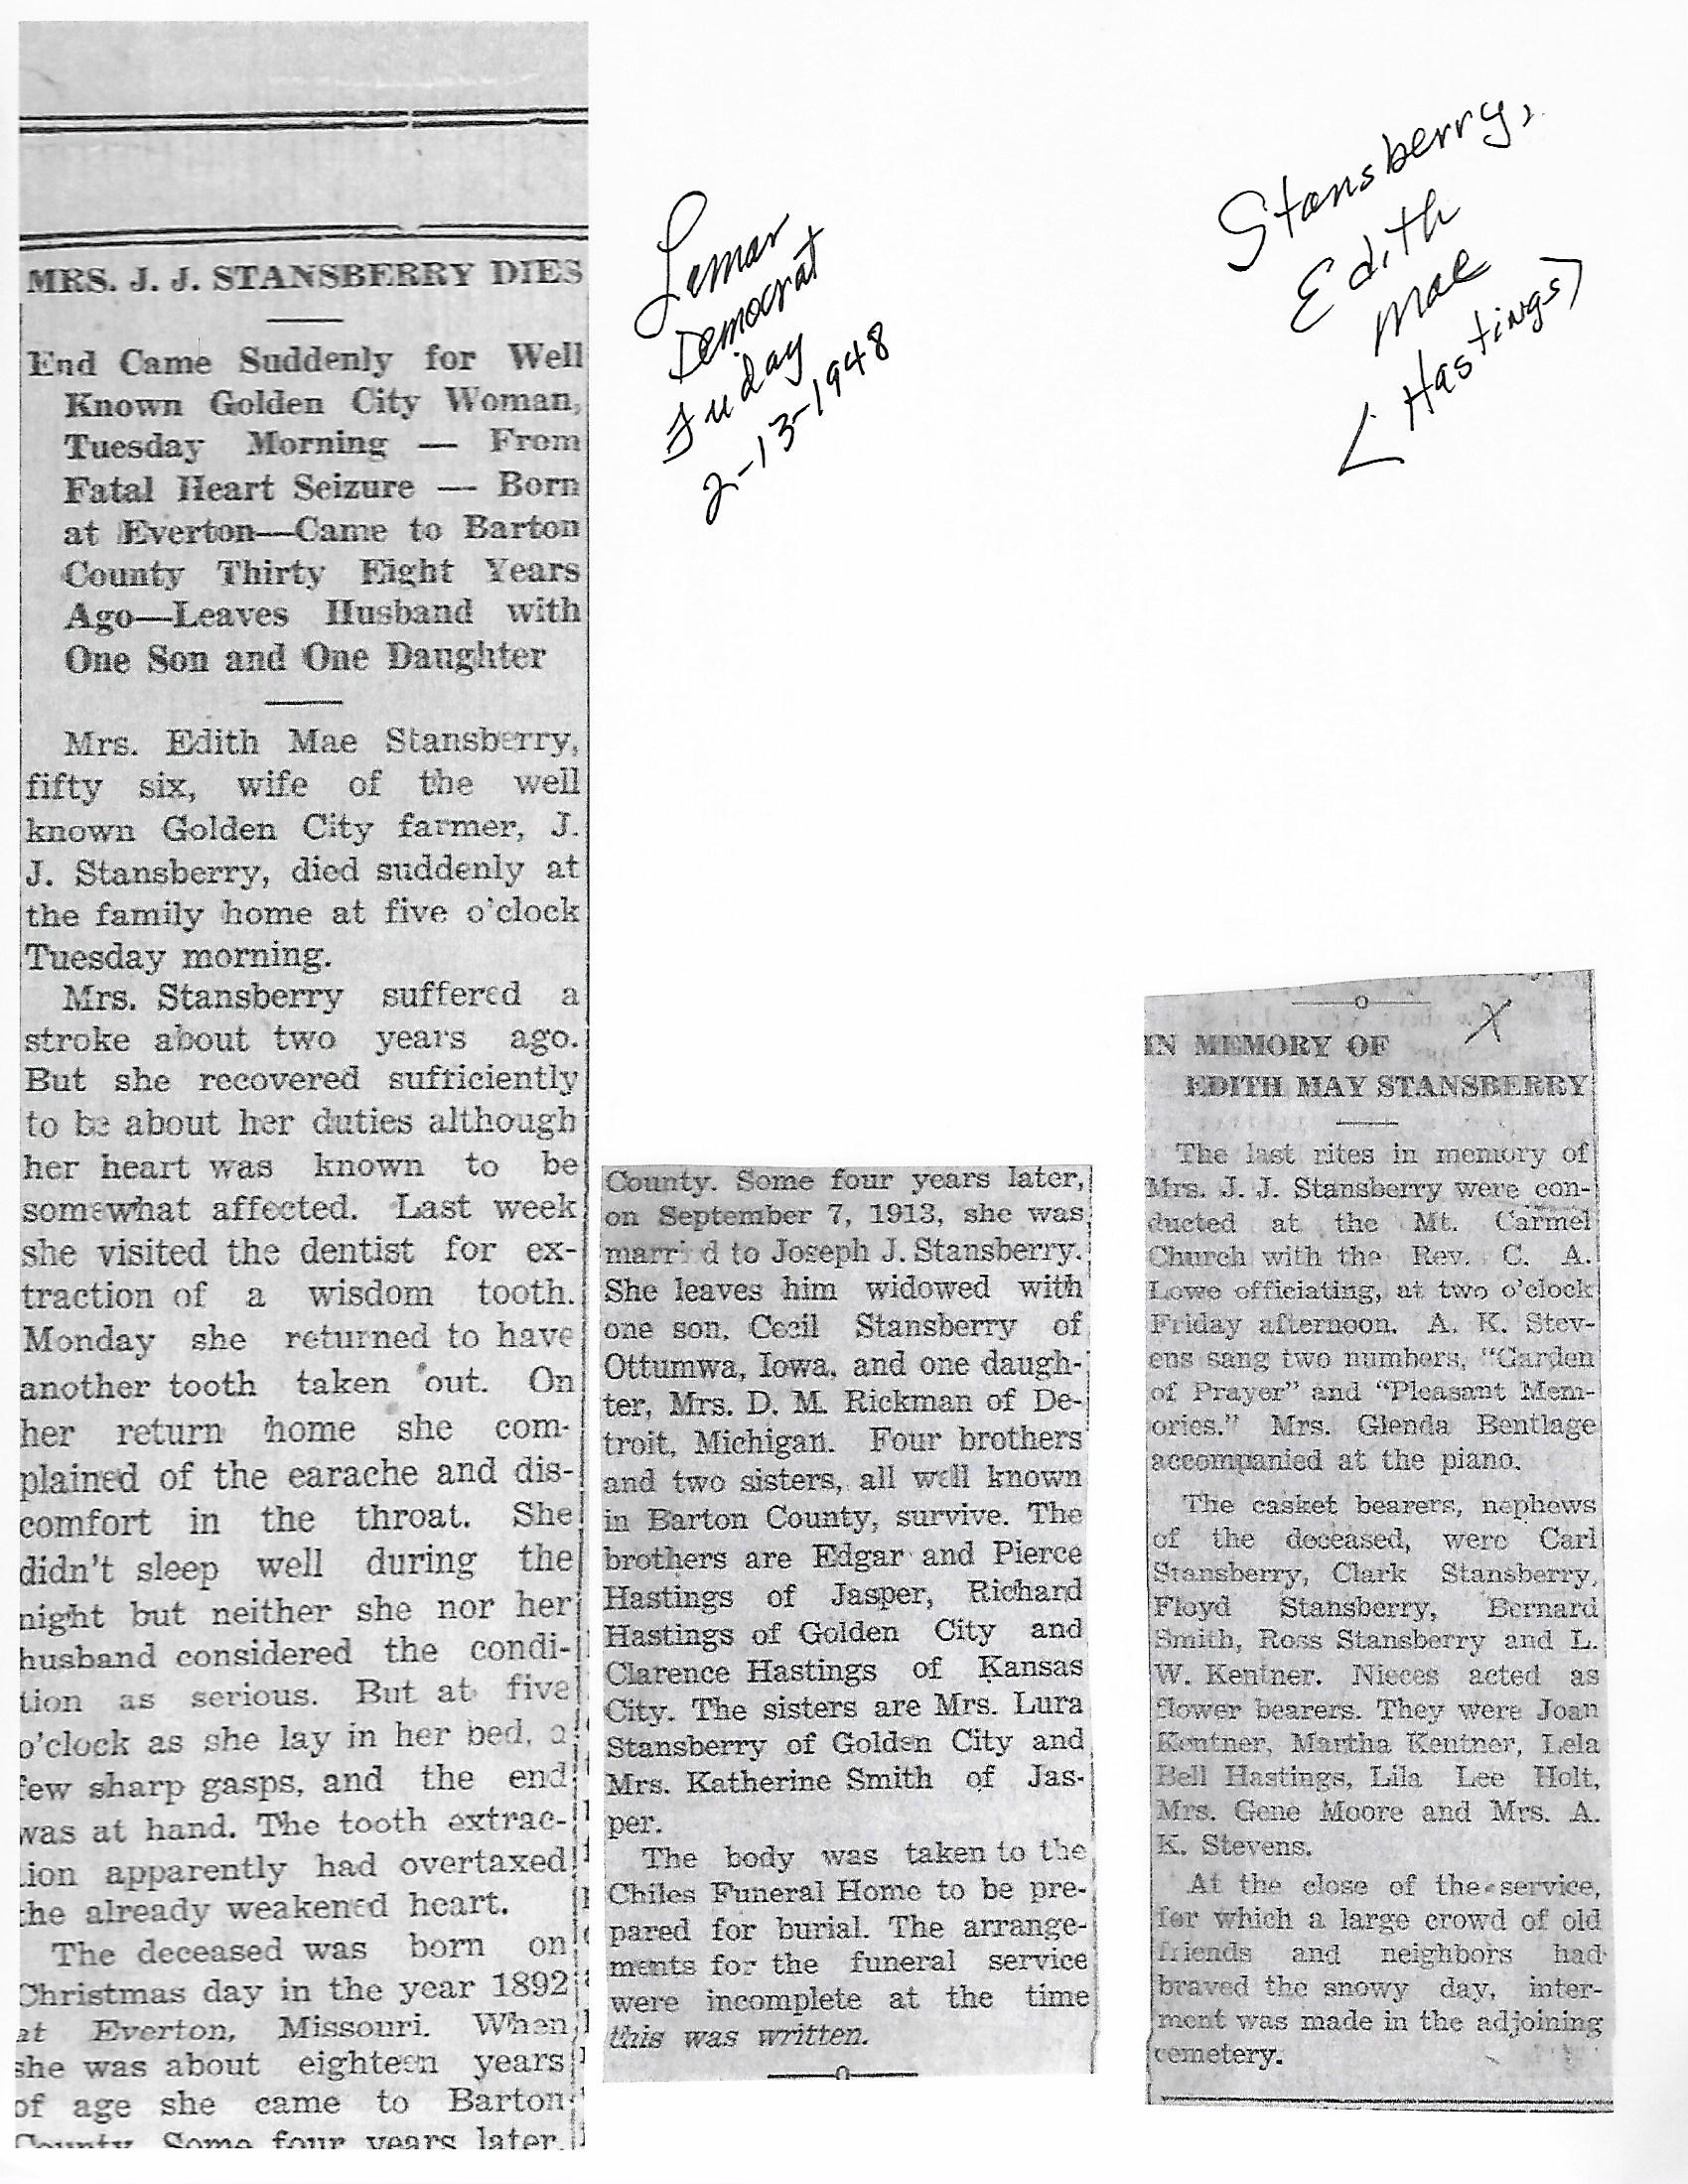 MRS. J. J. STANSBERRY DIES
End Came Suddenly for Well
Known Golden City Woman,
Tuesday Morning — From
Fatal Heart Seizure — Born
at Everton—Came to Barton
County Thirty Eight Years
Ago—Leaves Husband with
One Son and One Daughter
Mrs. Edith Mae Stansberry,
fifty six, wife of the well
known Golden City farmer, J.
J. Stansberry, died suddenly at
the family home at five o'clock
Tuesday morning.
Mrs. Stansberry suffered a
stroke about two years ago.
But she recovered sufficiently
to be about her duties although
her heart was known to be
somewhat affected. Last week
she visited the dentist for ex-
traction of a wisdom tooth.
Monday she returned to have
another tooth taken out. On
her return home she com-
plained of the earache and dis-
comfort in the throat. She
didn't sleep well during the
night but neither she nor her
husband considered the condi-
tion as serious. But at five
o'clock as she lay in her bed, a
few sharp gasps, and the end
was at hand. The tooth extrac-
tion apparently had overtaxed
the already weakened heart.
The deceased was born on
Christmas day in the year 1892
at Everton, Missouri. When
she was about eighteen years
of age she came to Barton
County. Some four years later,
Lamar
Democrat
Friday
2-13-1948
County. Some four years later,
on September 7, 1913, she was
marri d to Joseph J. Stansberry.
She leaves him widowed with
one son, Cecil Stansberry of
Ottumwa, Iowa, and one daugh-
ter, Mrs. D. M. Rickman of De-
troit, Michigan. Four brothers
and two sisters, all well known
in Barton County, survive. The
brothers are Edgar and Pierce
Hastings of Jasper, Richard
Hastings of Golden City and
Clarence Hastings of Kansas
City. The sisters are Mrs. Lura
Stansberry of Golden City and
Mrs. Katherine Smith of Jas-
per.
The body was taken to the
Chiles Funeral Home to be pre-
pared for burial. The arrange-
ments for the funeral service
were incomplete at the time
this was written.
Stansberry,
Edith
Mae
(Hastings)
X
IN MEMORY OF
EDITH MAY STANSBERRY
The last rites in memory of
Mrs. J. J. Stansberry were con-
ducted at the Mt. Carmel
Church with the Rev. C. A.
Lowe officiating, at two o'clock
Friday afternoon. A. K. Stev-
ens sang two numbers, "Garden
of Prayer" and "Pleasant Mem-
ories." Mrs. Glenda Bentlage
accompanied at the piano.
The casket bearers, nephews
of the deceased, were Carl
Stansberry, Clark Stansberry,
Floyd Stansberry, Bernard
Smith, Ross Stansberry and L.
W. Kentner. Nieces acted as
flower bearers. They were Joan
Kentner, Martha Kentner, Lela
Bell Hastings, Lila Lee Holt,
Mrs. Gene Moore and Mrs. A.
K. Stevens.
At the close of the service,
for which a large crowd of old
friends and neighbors had
braved the snowy day, inter-
ment was made in the adjoining
cemetery.